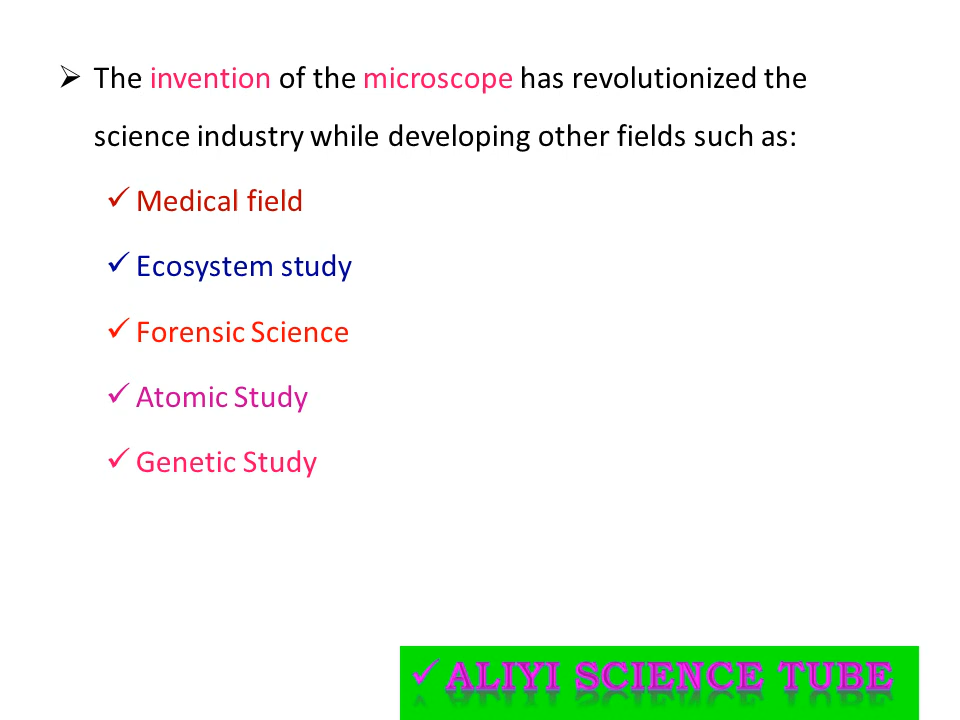 ➢ The invention of the microscope has revolutionized the
science industry while developing other fields such as:
✓ Medical field
✓ Ecosystem study
✓ Forensic Science
✓ Atomic Study
✓ Genetic Study
✓ ALIYI SCIENCE TUBE